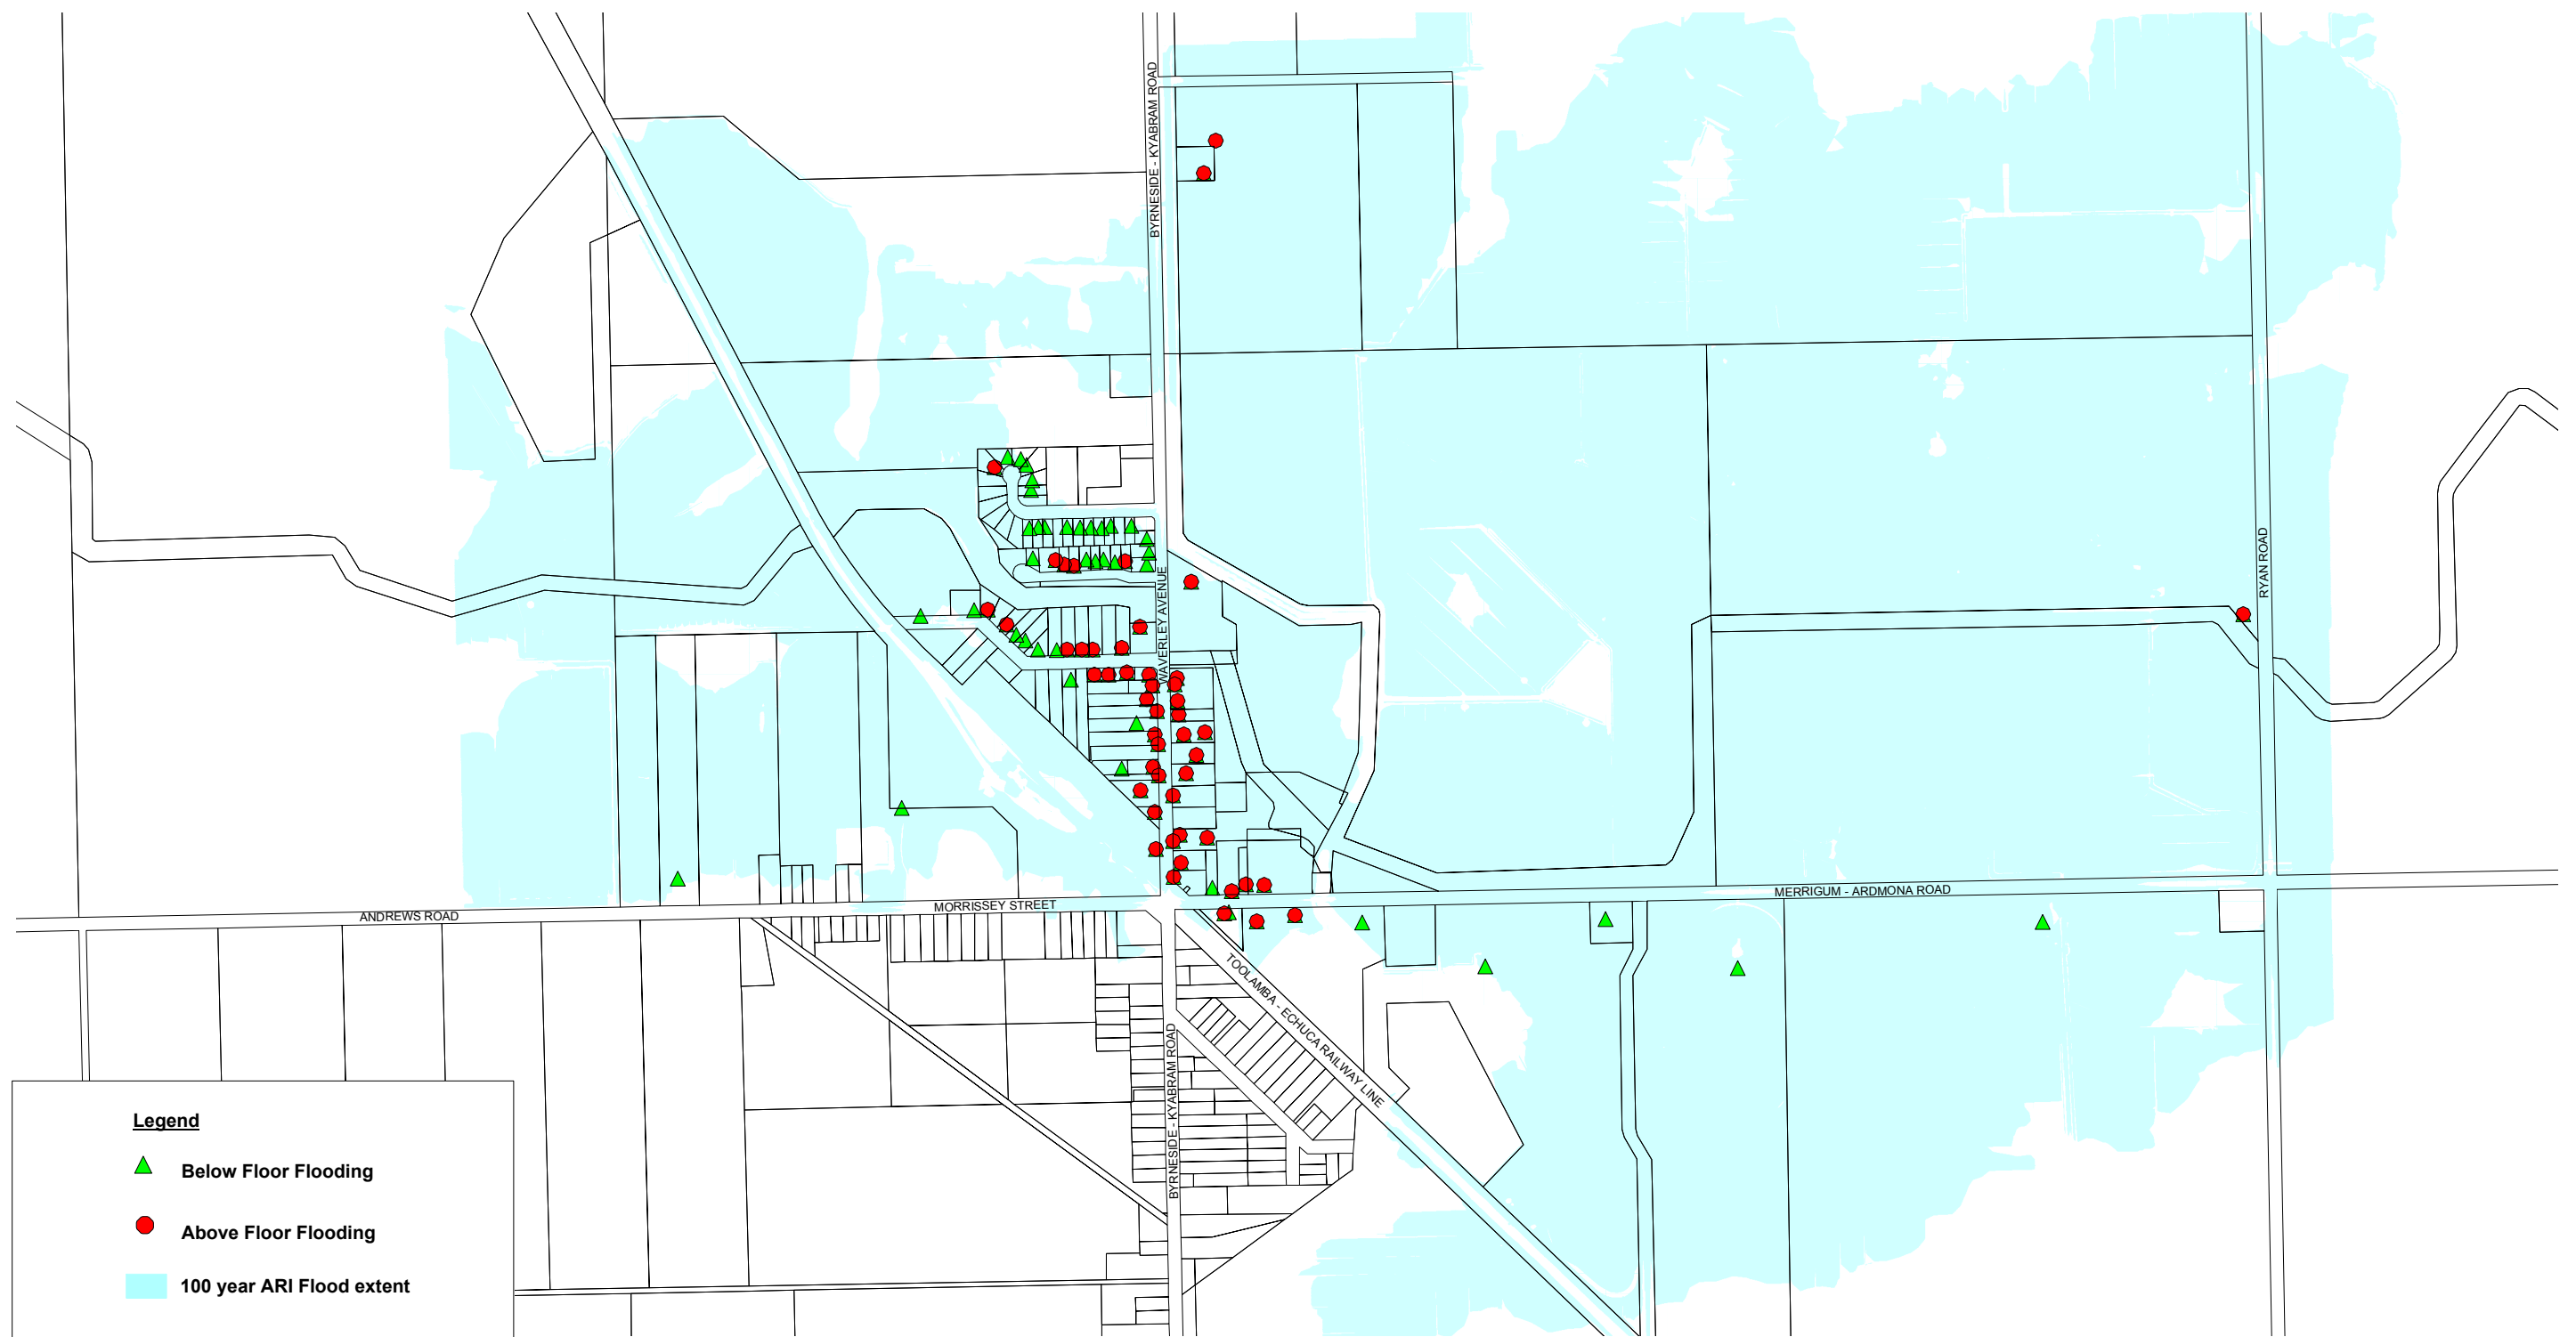 BYRNESIDE - KYABRAM ROAD
WAVERLEY AVENUE
RYAN ROAD
MERRIGUM - ARDMONA ROAD
MORRISSEY STREET
ANDREWS ROAD
TOOLAMBA - ECHUCA RAILWAY LINE
BYRNESIDE - KYABRAM ROAD
Legend
Below Floor Flooding
Above Floor Flooding
100 year ARI Flood extent